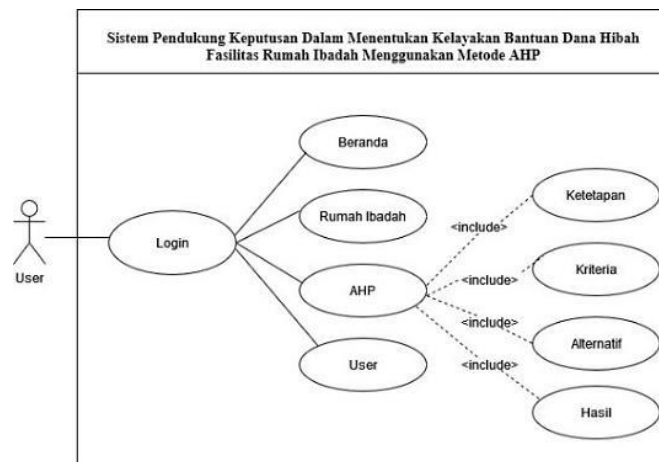 Sistem Pendukung Keputusan Dalam Menentukan Kelayakan Bantuan Dana Hibah
Fasilitas Rumah Ibadah Menggunakan Metode AHP
Beranda
Ketetapan
Rumah Ibadah
<include>
Login
User
Kriteria
<include>
AHP
<include>
Alternatif
User
<include>
Hasil